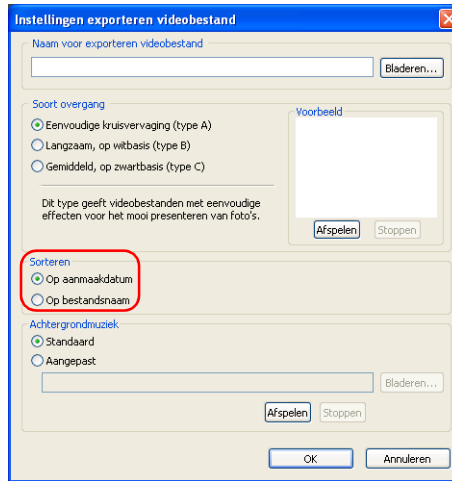 Instellingen exporteren videobestand
Naam voor exporteren videobestand
Bladeren...
Soort overgang
Eenvoudige kruisvervaging (type A)
Langzaam, op witbasis (type B)
Gemiddeld, op zwartbasis (type C)
Dit type geeft videobestanden met eenvoudige
effecten voor het mooi presenteren van foto's.
Voorbeeld
Afspelen
Stoppen
Sorteren
Op aanmaakdatum
Op bestandsnaam
Achtergrondmuziek
Standaard
Aangepast
Bladeren...
Afspelen
Stoppen
OK
Annuleren